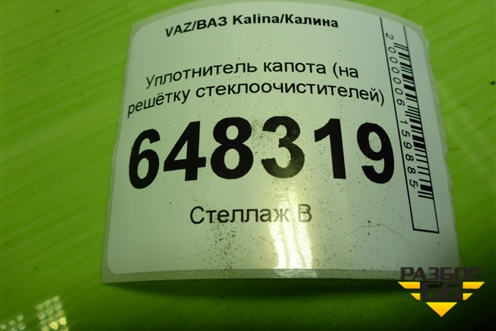 VAZ/ВАЗ Kalina/Калина
Уплотнитель капота (на
решётку стеклоочистителей)
648319
Стеллаж В
2000006159885
РАЗБОР